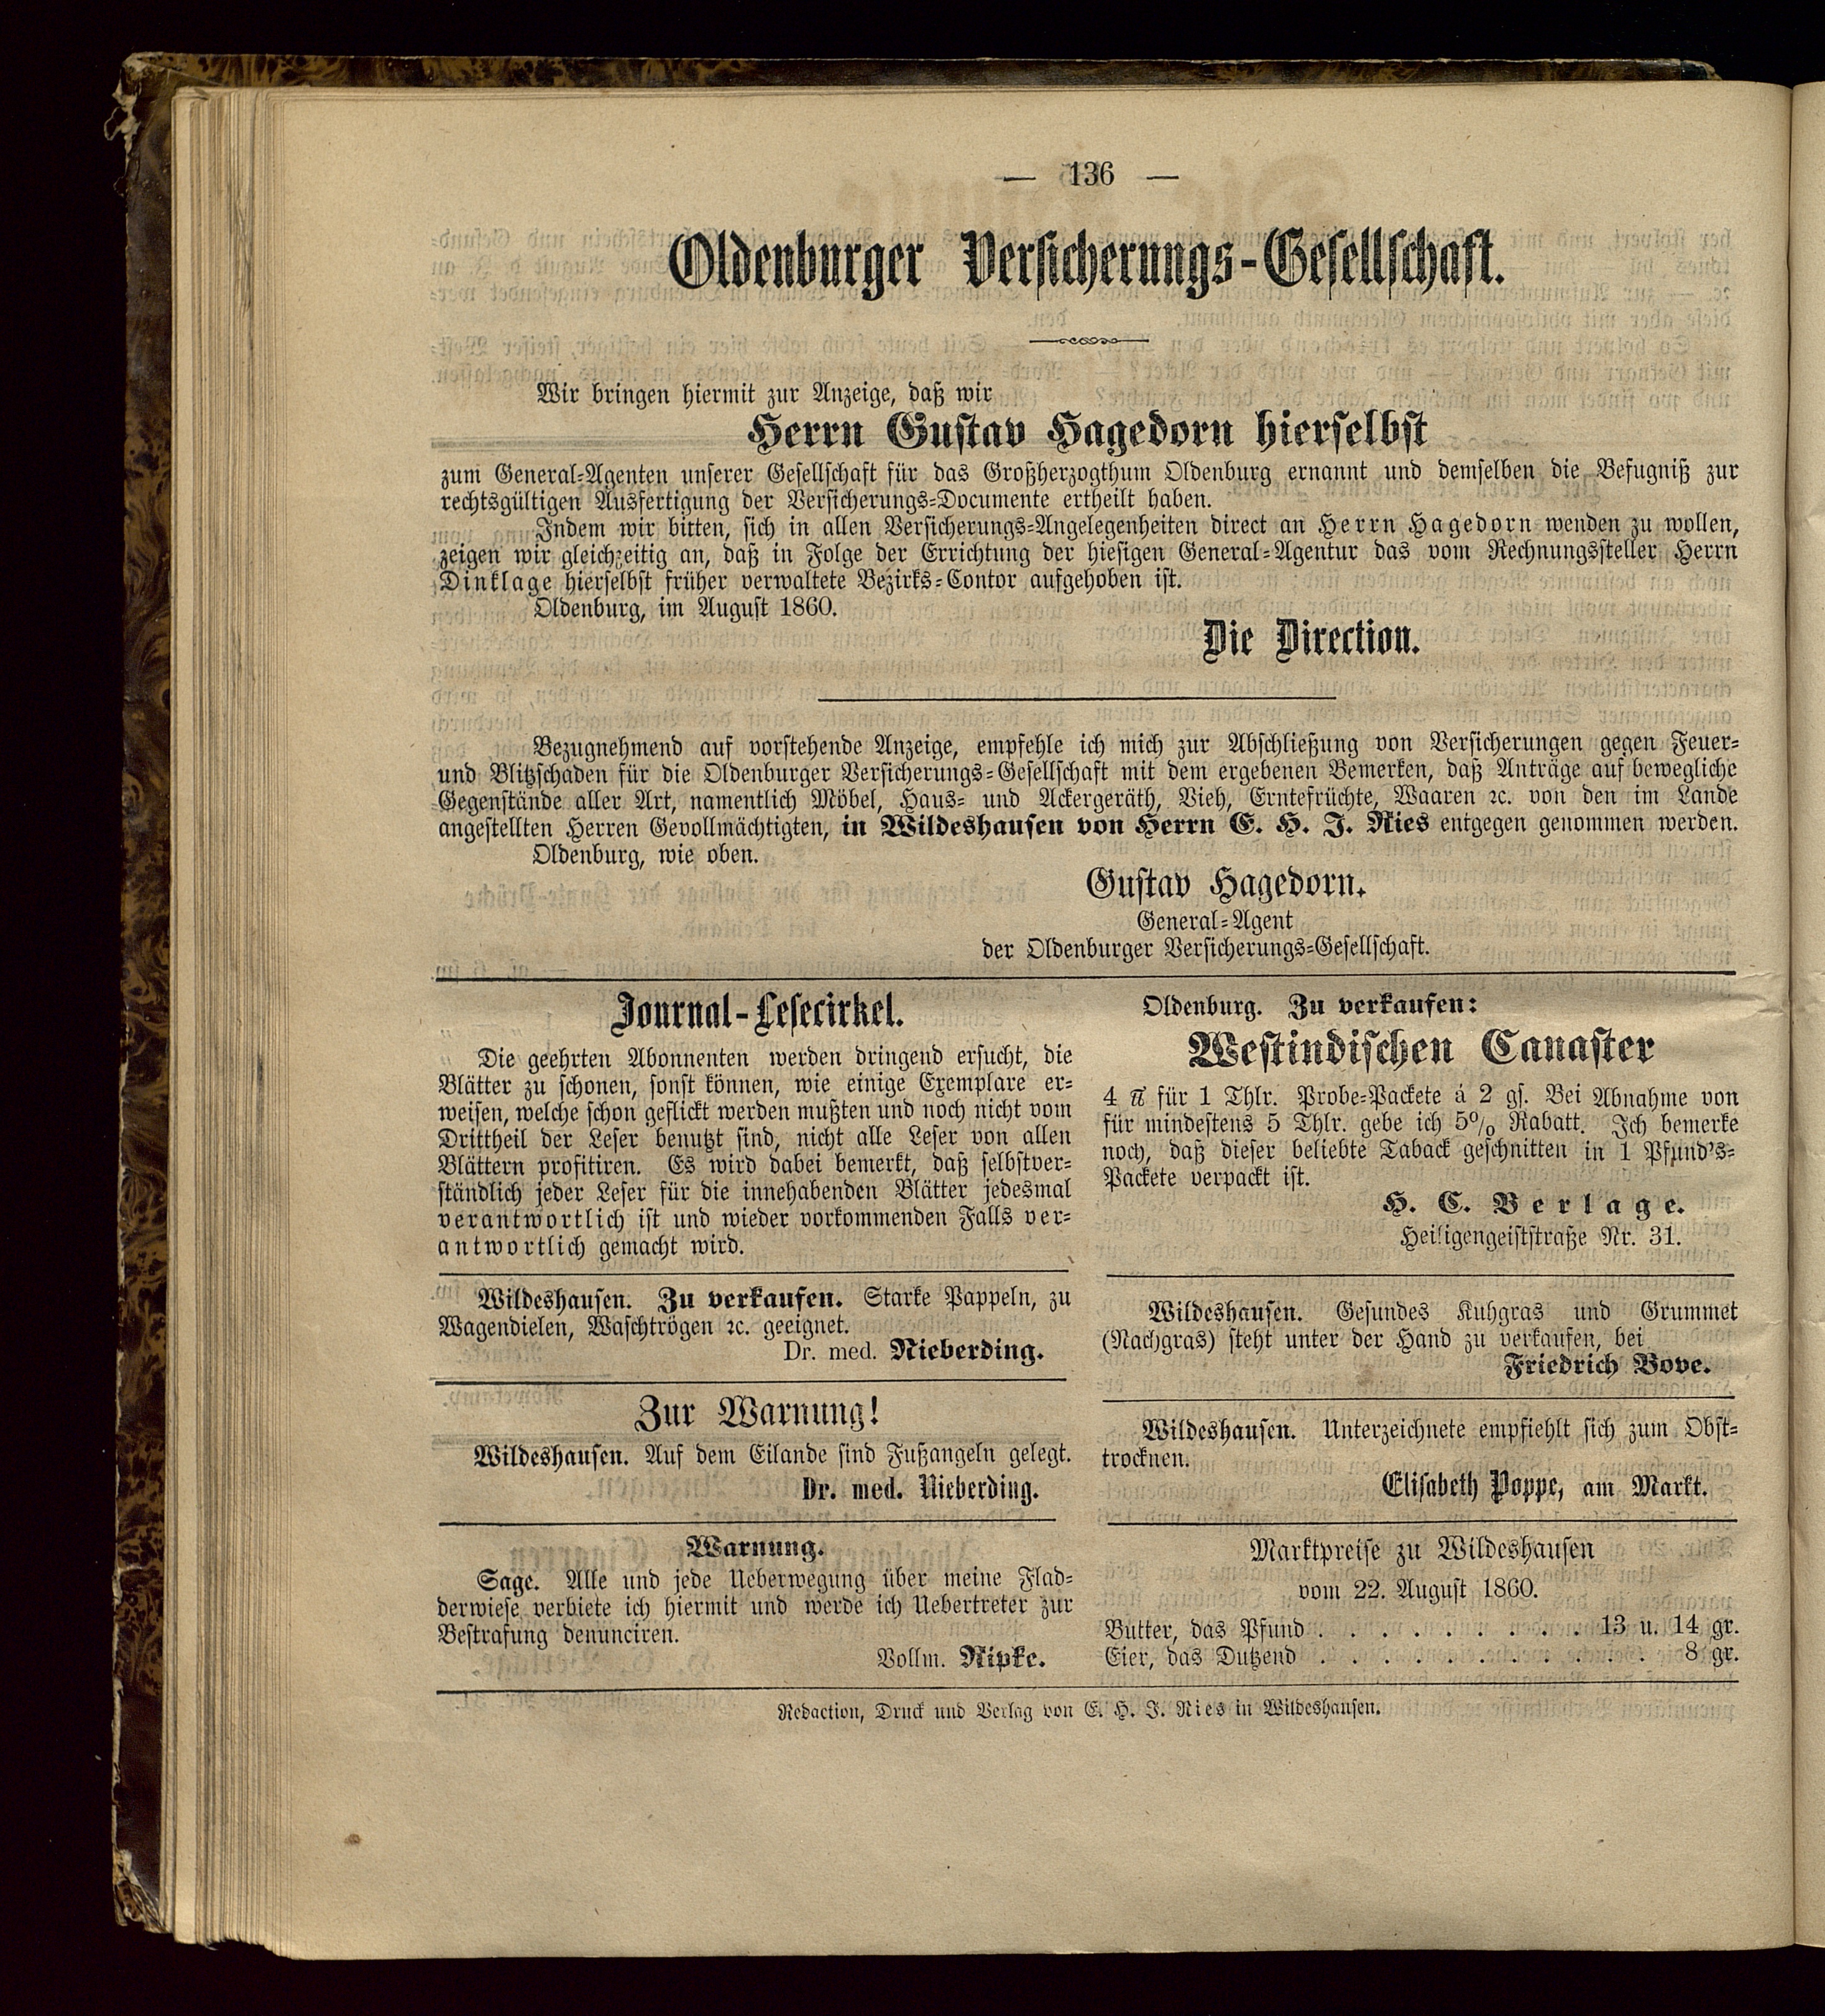 — 136 —
Oldenburger Versicherungs-Gesellschaft.
Wir bringen hiermit zur Anzeige, daß wir
Herrn Gustav Hagedorn hierselbst
zum General-Agenten unserer Gesellschaft für das Großherzogthum Oldenburg ernannt und demselben die Befugniß zur
rechtsgültigen Ausfertigung der Versicherungs-Documente ertheilt haben.
Indem wir bitten, sich in allen Versicherungs-Angelegenheiten direct an Herrn Hagedorn wenden zu wollen,
zeigen wir gleichzeitig an, daß in Folge der Errichtung der hiesigen General-Agentur das vom Rechnungssteller Herrn
Dinklage hierselbst früher verwaltete Bezirks-Contor aufgehoben ist.
Oldenburg, im August 1860.
Die Direction.
Bezugnehmend auf vorstehende Anzeige, empfehle ich mich zur Abschließung von Versicherungen gegen Feuer-
und Blitzschaden für die Oldenburger Versicherungs-Gesellschaft mit dem ergebenen Bemerken, daß Anträge auf bewegliche
Gegenstände aller Art, namentlich Möbel, Haus- und Ackergeräth, Vieh, Erntefrüchte, Waaren ꝛc. von den im Lande
angestellten Herren Gevollmächtigten, in Wildeshausen von Herrn E. H. J. Ries entgegen genommen werden.
Oldenburg, wie oben.
Gustav Hagedorn.
General-Agent
der Oldenburger Versicherungs-Gesellschaft.
Journal-Lesecirkel.
Die geehrten Abonnenten werden dringend ersucht, die
Blätter zu schonen, sonst können, wie einige Exemplare er-
weisen, welche schon geflickt werden mußten und noch nicht vom
Dritttheil der Leser benutzt sind, nicht alle Leser von allen
Blättern profitiren. Es wird dabei bemerkt, daß selbstver-
ständlich jeder Leser für die innehabenden Blätter jedesmal
verantwortlich ist und wieder vorkommenden Falls ver-
antwortlich gemacht wird.
Wildeshausen. Zu verkaufen. Starke Pappeln, zu
Wagendielen, Waschtrögen ꝛc. geeignet.
Dr. med. Nieberding.
Zur Warnung!
Wildeshausen. Auf dem Eilande sind Fußangeln gelegt.
Dr. med. Nieberding.
Warnung.
Sage. Alle und jede Ueberwegung über meine Flad-
derwiese verbiete ich hiermit und werde ich Uebertreter zur
Bestrafung denunciren.
Vollm. Ripke.
Oldenburg. Zu verkaufen:
Westindischen Canaster
4 ℔ für 1 Thlr. Probe-Packete á 2 gs. Bei Abnahme von
für mindestens 5 Thlr. gebe ich 5% Rabatt. Ich bemerke
noch, daß dieser beliebte Taback geschnitten in 1 Pfund's-
Packete verpackt ist.
H. C. Berlage.
Heiligengeiststraße Nr. 31.
Wildeshausen. Gesundes Kuhgras und Grummet
(Nachgras) steht unter der Hand zu verkaufen, bei
Friedrich Bove.
Wildeshausen. Unterzeichnete empfiehlt sich zum Obst-
trocknen.
Elisabeth Poppe, am Markt.
Marktpreise zu Wildeshausen
vom 22. August 1860.
Butter, das Pfund . . . . . . . . . 13 u. 14 gr.
Eier, das Dutzend . . . . . . . . . . . 8 gr.
Redaction, Druck und Verlag von E. H. J. Ries in Wildeshausen.